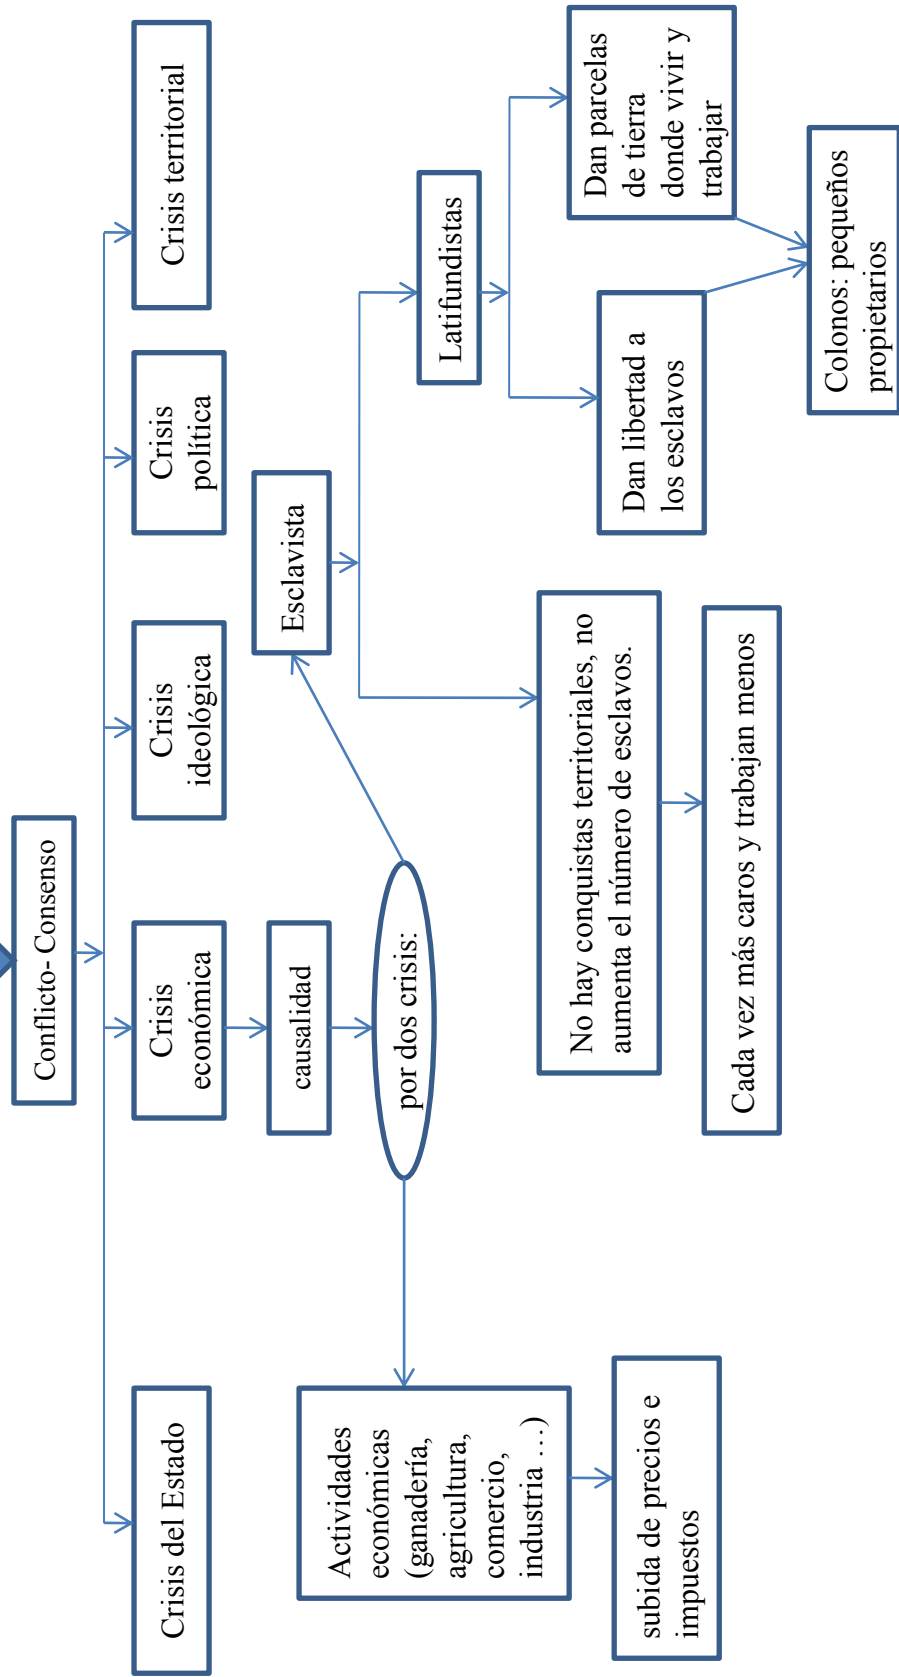 Conflicto- Consenso
Crisis del Estado
Crisis
económica
Crisis
ideológica
Crisis
política
Crisis territorial
causalidad
por dos crisis:
Esclavista
Actividades
económicas
(ganadería,
agricultura,
comercio,
industria …)
subida de precios e
impuestos
No hay conquistas territoriales, no
aumenta el número de esclavos.
Cada vez más caros y trabajan menos
Latifundistas
Dan libertad a
los esclavos
Dan parcelas
de tierra
donde vivir y
trabajar
Colonos: pequeños
propietarios